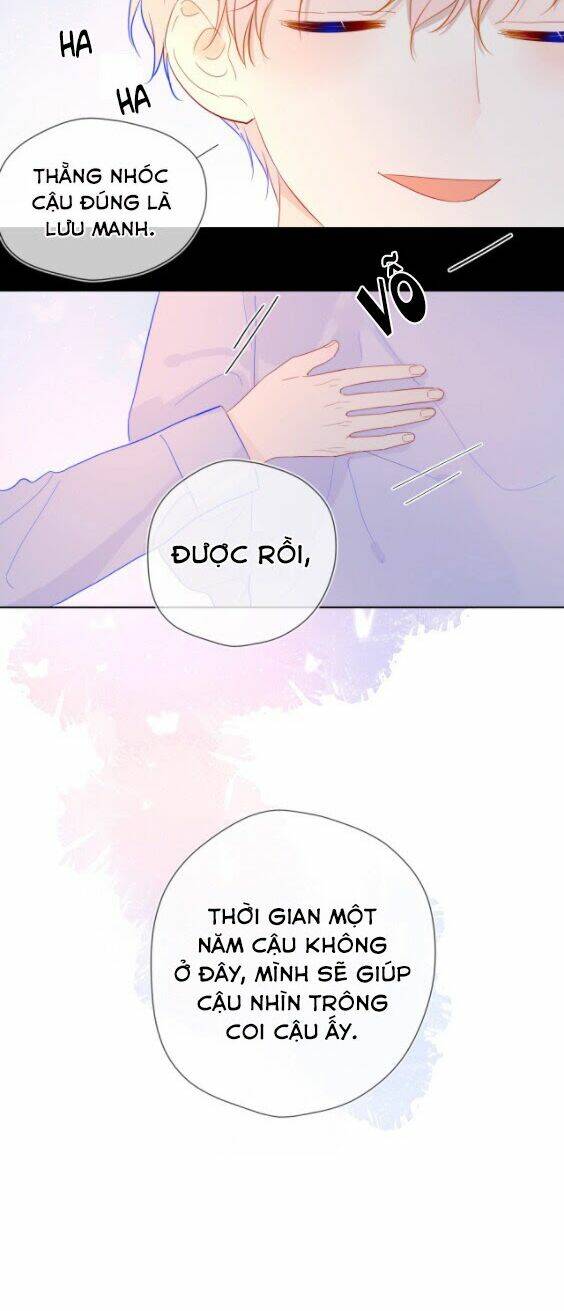 HA
HA
THẰNG NHÓC
CẬU ĐÚNG LÀ
LƯU MANH.
VỖ
ĐƯỢC RỒI,
THỜI GIAN MỘT
NĂM CẬU KHÔNG
Ở ĐÂY, MÌNH SẼ GIÚP
CẬU NHÌN TRÔNG
COI CẬU ẤY.